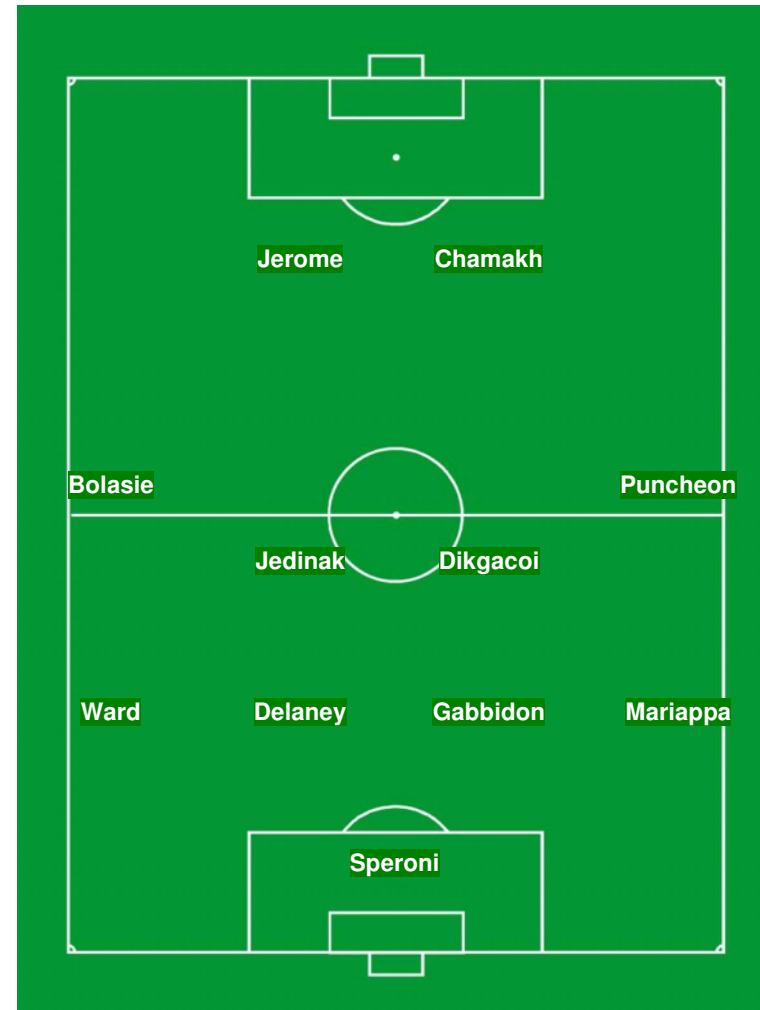 Jerome Chamakh
Bolasie Puncheon
Jedinak Dikgacoi
Ward Delaney Gabbidon Mariappa
Speroni